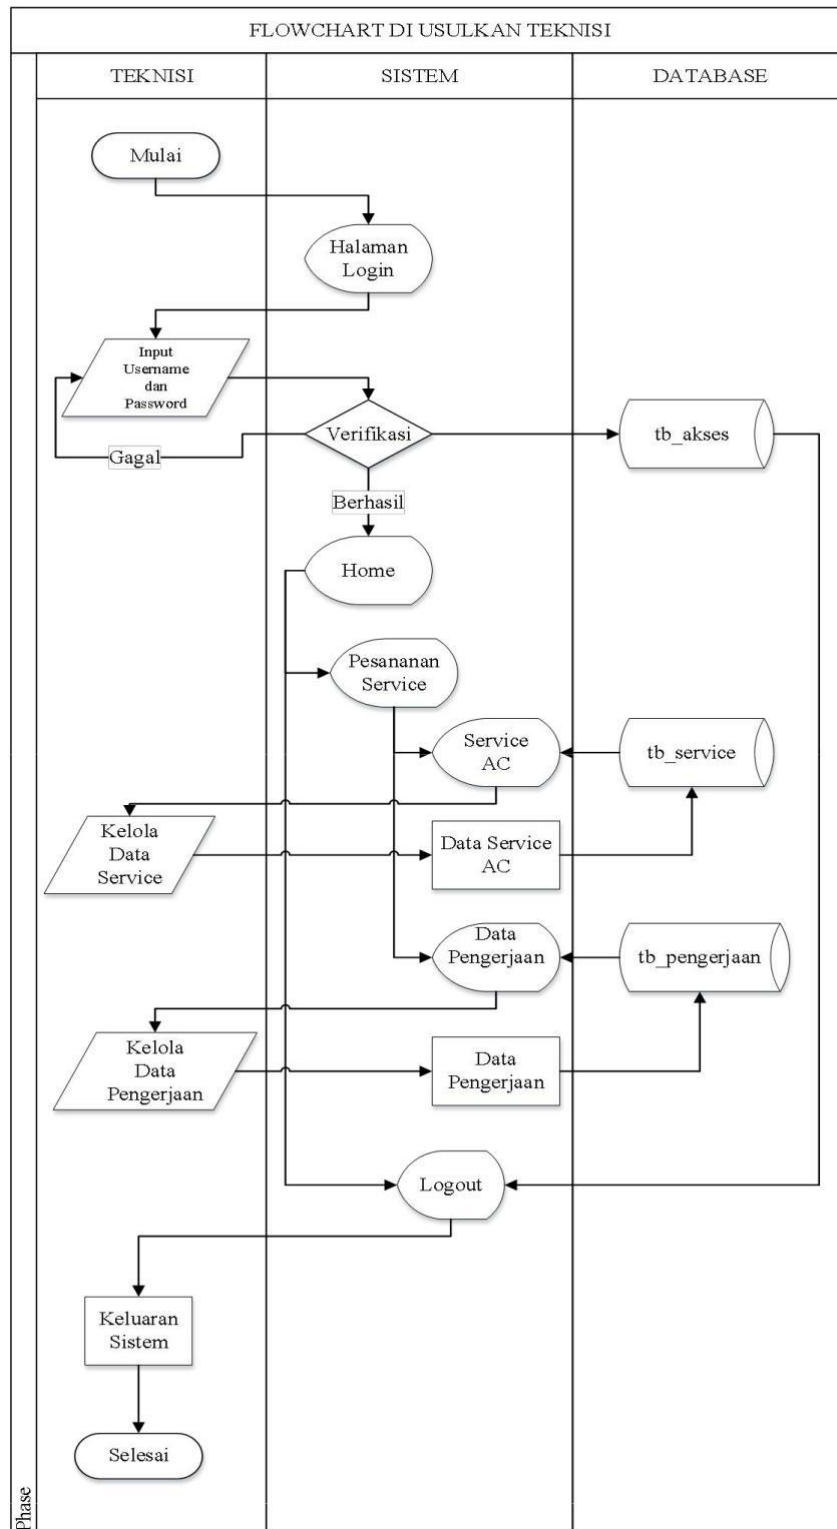 FLOWCHART DI USULKAN TEKNISI
TEKNISI
SISTEM
DATABASE
Mulai
Halaman
Login
Input
Username
dan
Password
Verifikasi
tb_akses
Gagal
Berhasil
Home
Pesananan
Service
Service
AC
tb_service
Kelola
Data
Service
Data Service
AC
Data
Pengerjaan
tb_pengerjaan
Kelola
Data
Pengerjaan
Data
Pengerjaan
Logout
Keluaran
Sistem
Selesai
Phase